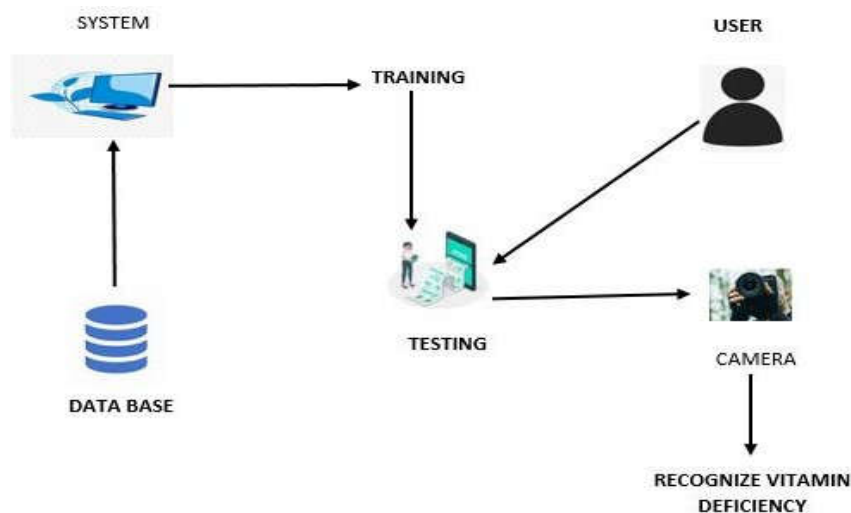 SYSTEM
USER
TRAINING
TESTING
CAMERA
DATA BASE
RECOGNIZE VITAMIN
DEFICIENCY